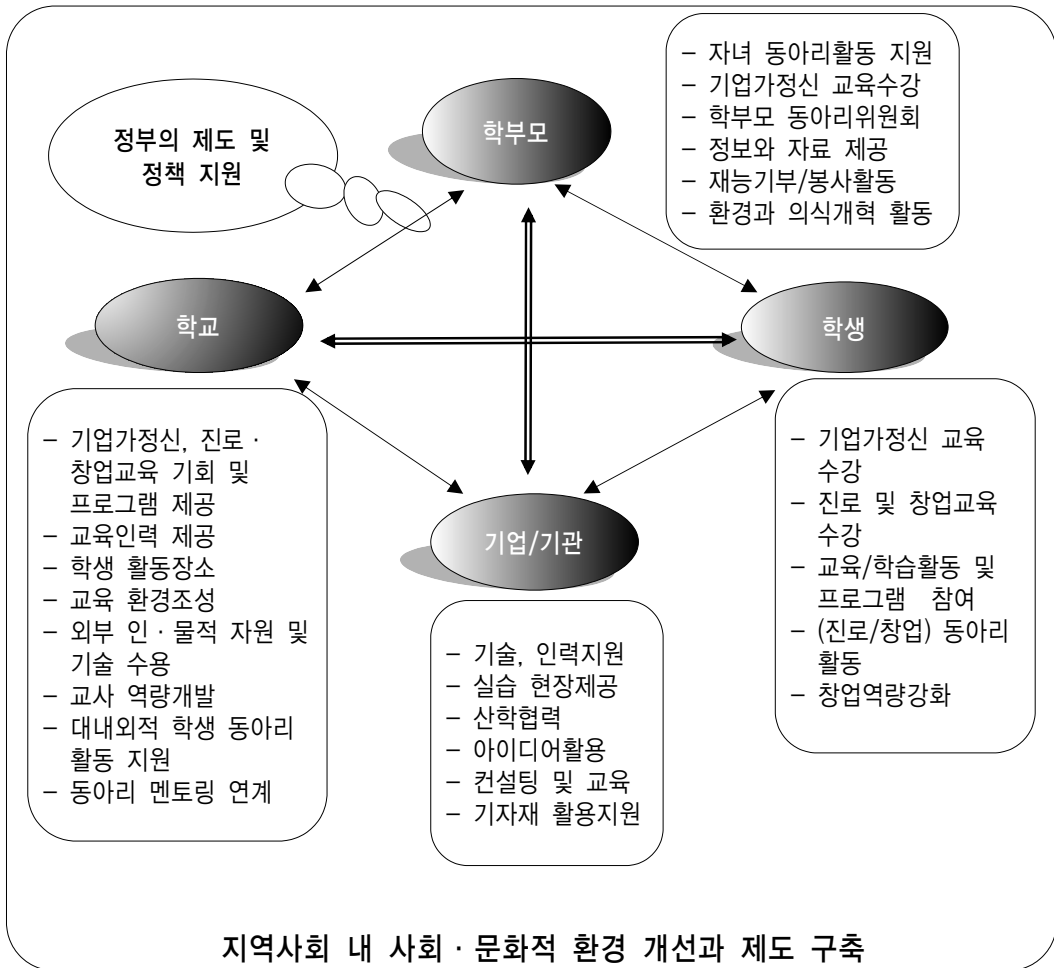 정부의 제도 및
정책 지원
학부모
– 자녀 동아리활동 지원
– 기업가정신 교육수강
– 학부모 동아리위원회
– 정보와 자료 제공
– 재능기부/봉사활동
– 환경과 의식개혁 활동
학교
– 기업가정신, 진로 ·
창업교육 기회 및
프로그램 제공
– 교육인력 제공
– 학생 활동장소
– 교육 환경조성
– 외부 인 · 물적 자원 및
기술 수용
– 교사 역량개발
– 대내외적 학생 동아리
활동 지원
– 동아리 멘토링 연계
기업/기관
– 기술, 인력지원
– 실습 현장제공
– 산학협력
– 아이디어활용
– 컨설팅 및 교육
– 기자재 활용지원
학생
– 기업가정신 교육
수강
– 진로 및 창업교육
수강
– 교육/학습활동 및
프로그램 참여
– (진로/창업) 동아리
활동
– 창업역량강화
지역사회 내 사회 · 문화적 환경 개선과 제도 구축